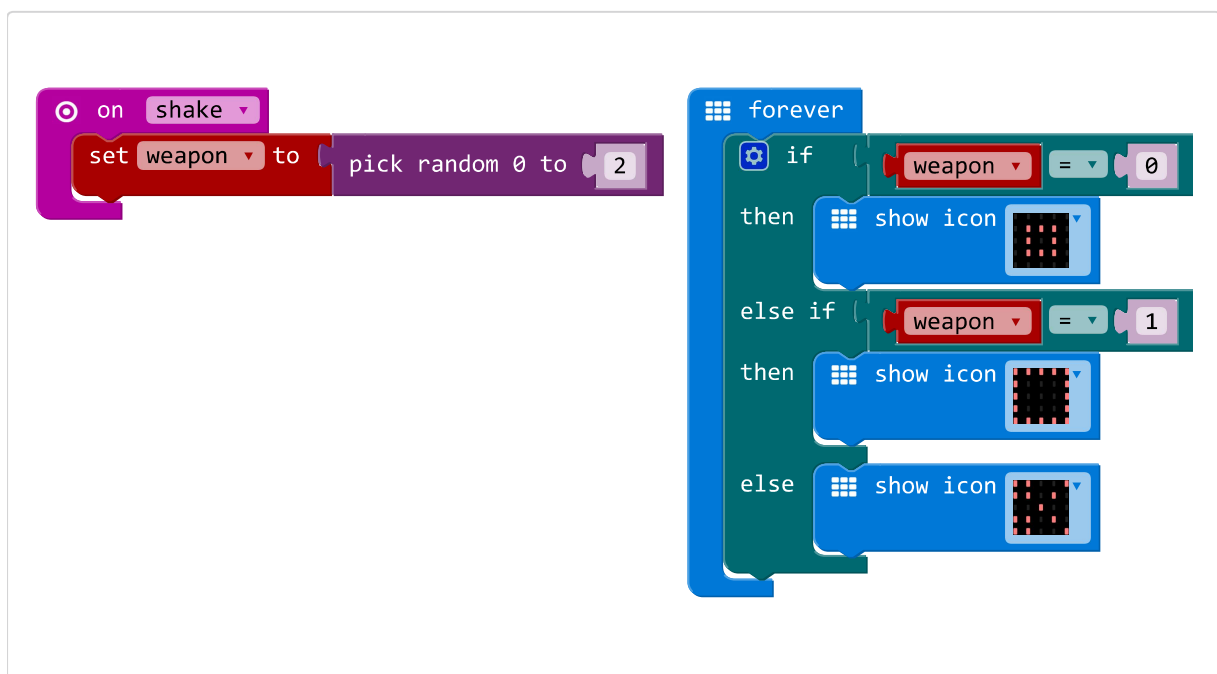 on shake
set weapon to pick random 0 to 2
forever
if weapon = 0
then show icon
else if weapon = 1
then show icon
else show icon